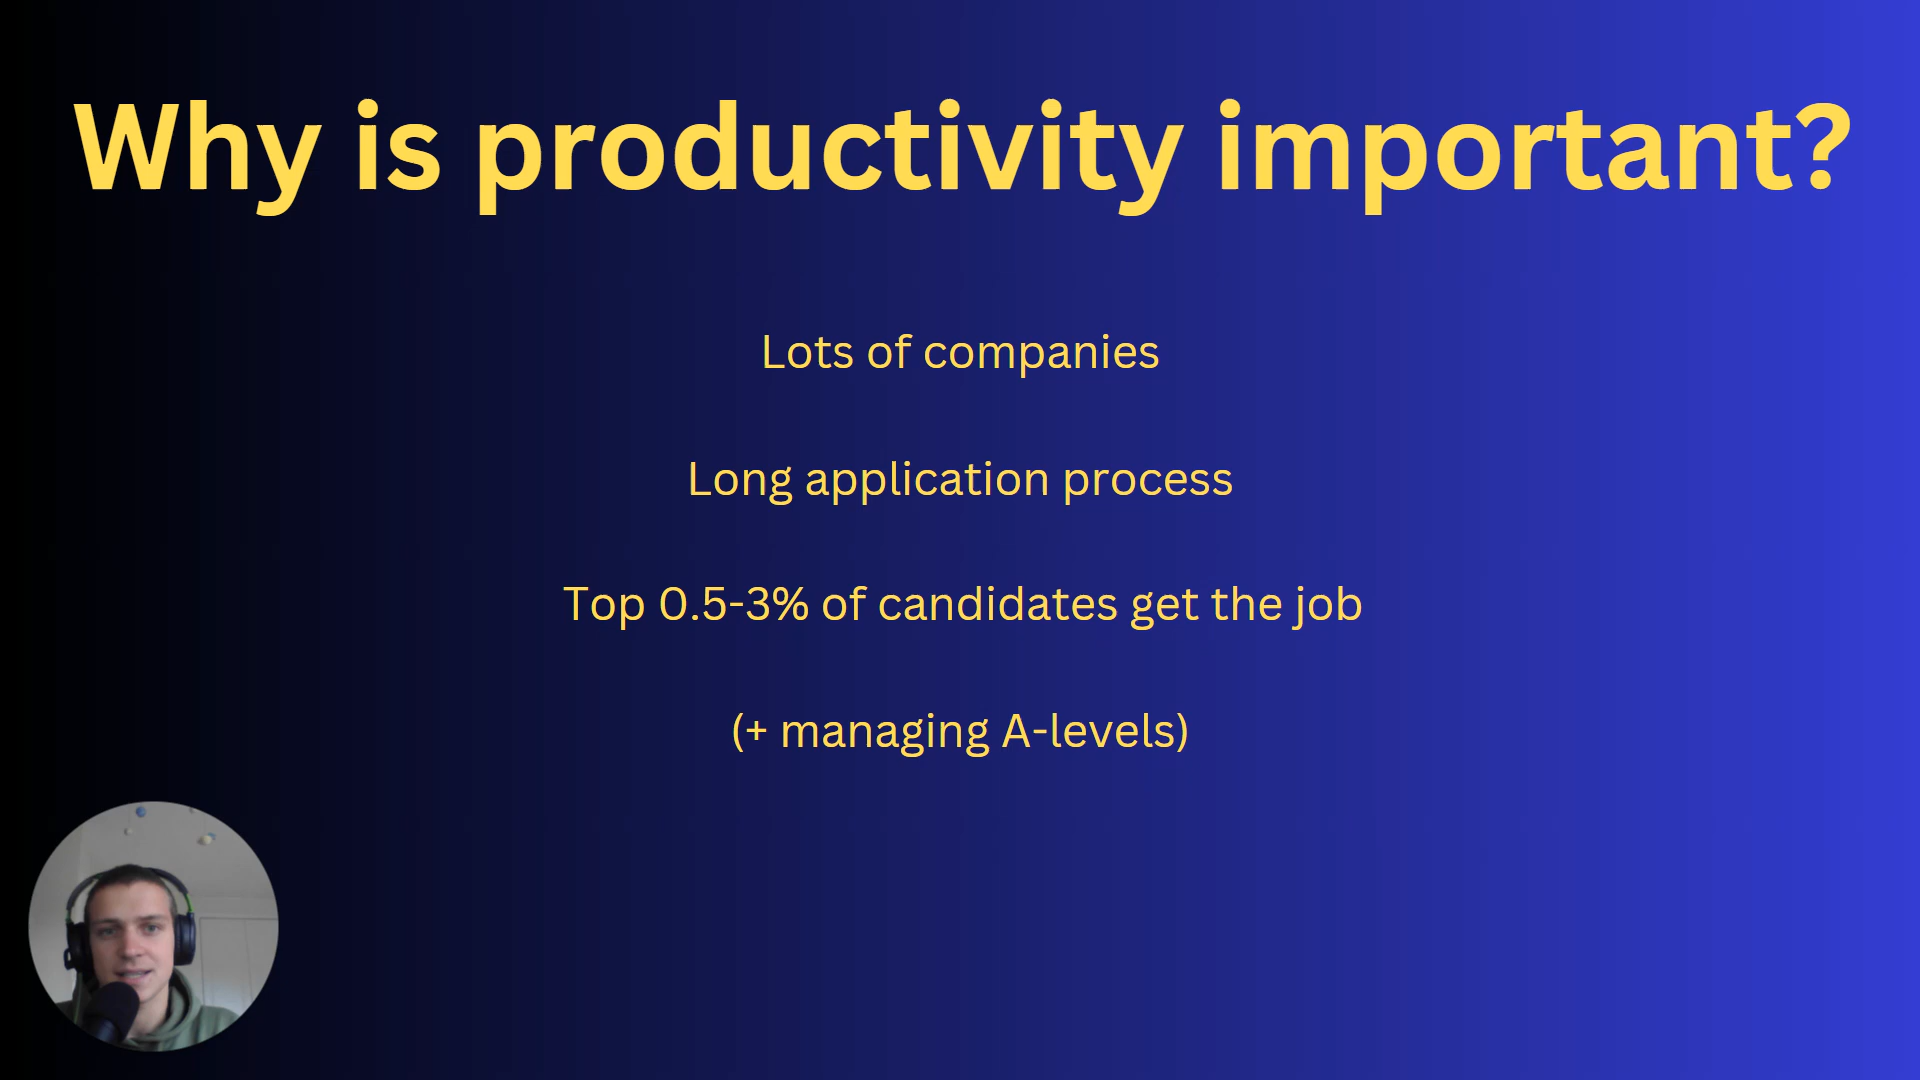 Why is productivity important?
Lots of companies
Long application process
Top 0.5-3% of candidates get the job
(+ managing A-levels)